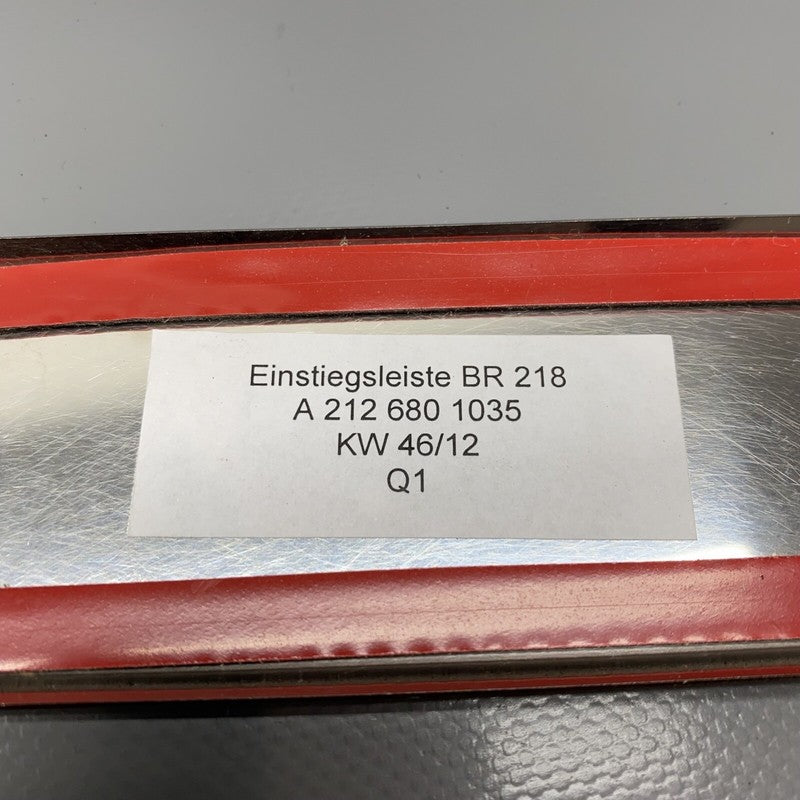 Einstiegsleiste BR 218
A 212 680 1035
KW 46/12
Q1